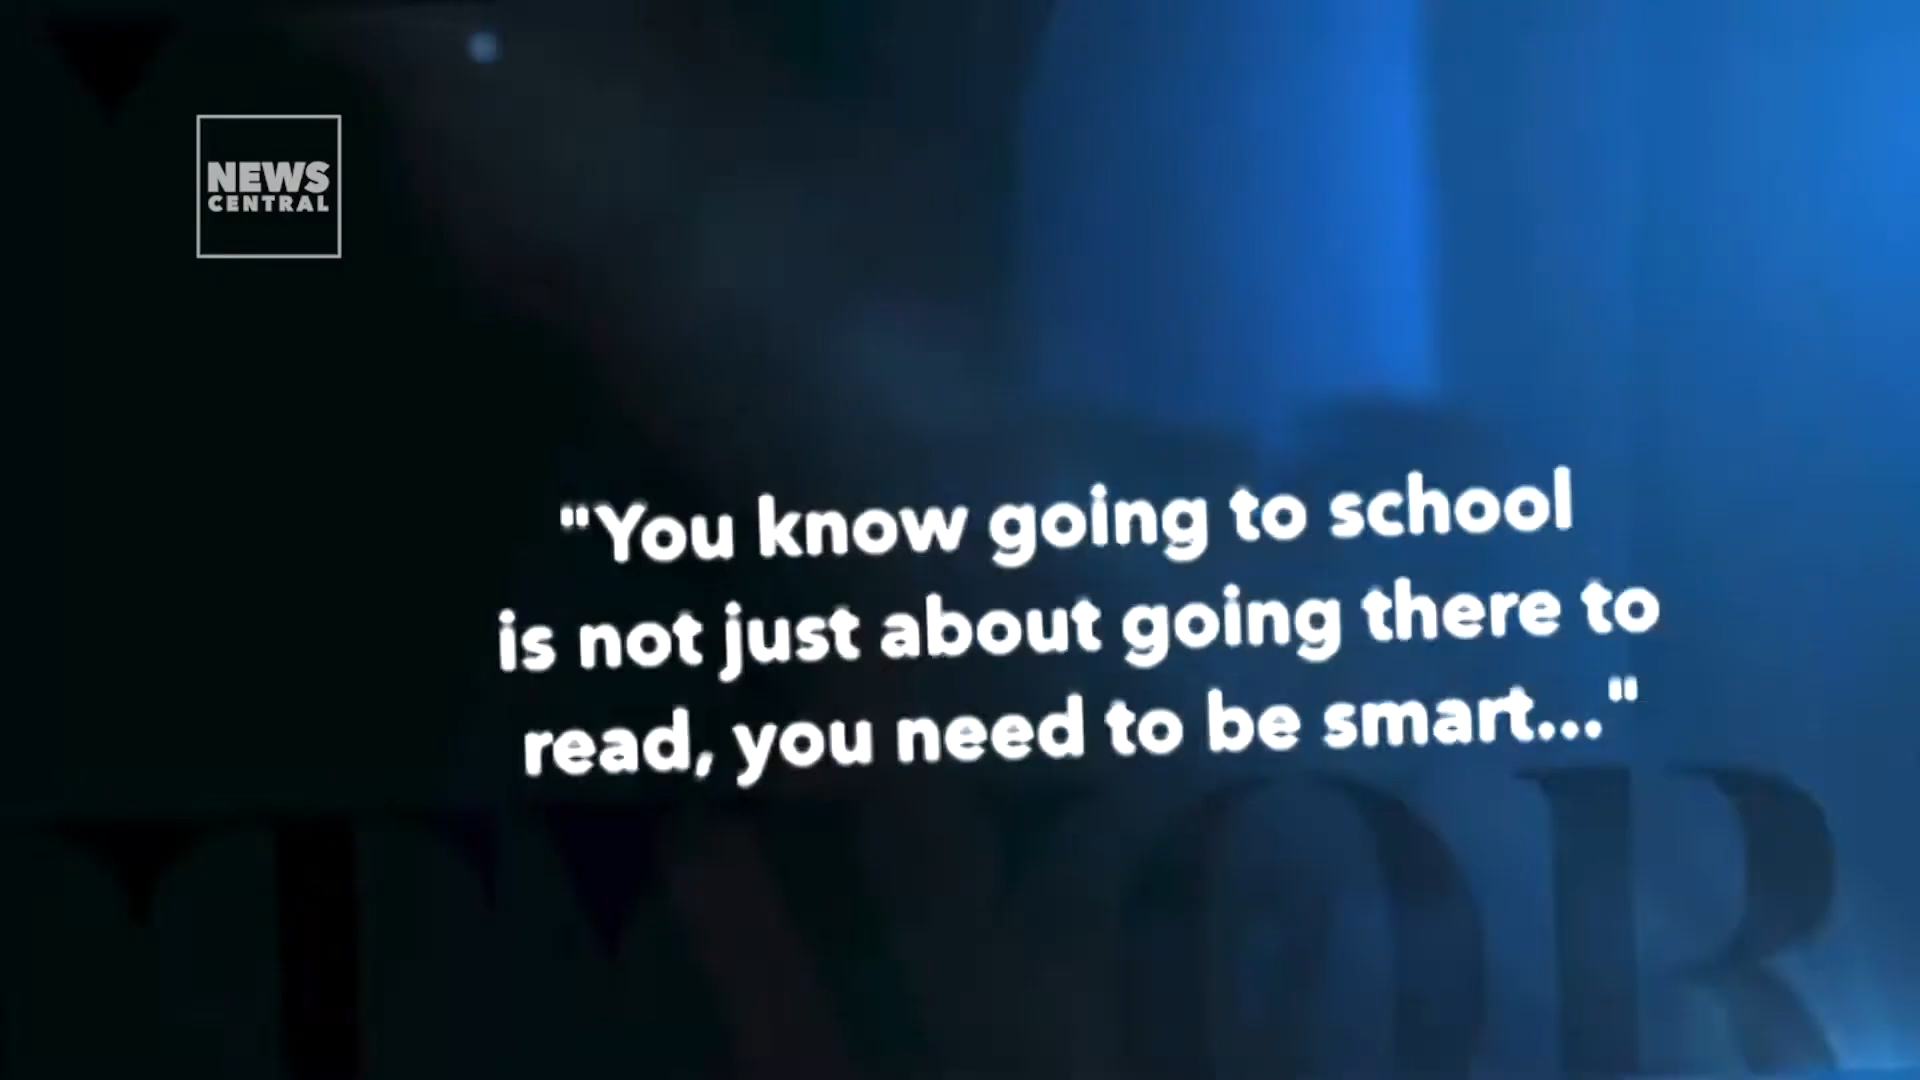 NEWS
CENTRAL
"You know going to school
is not just about going there to
read, you need to be smart..."